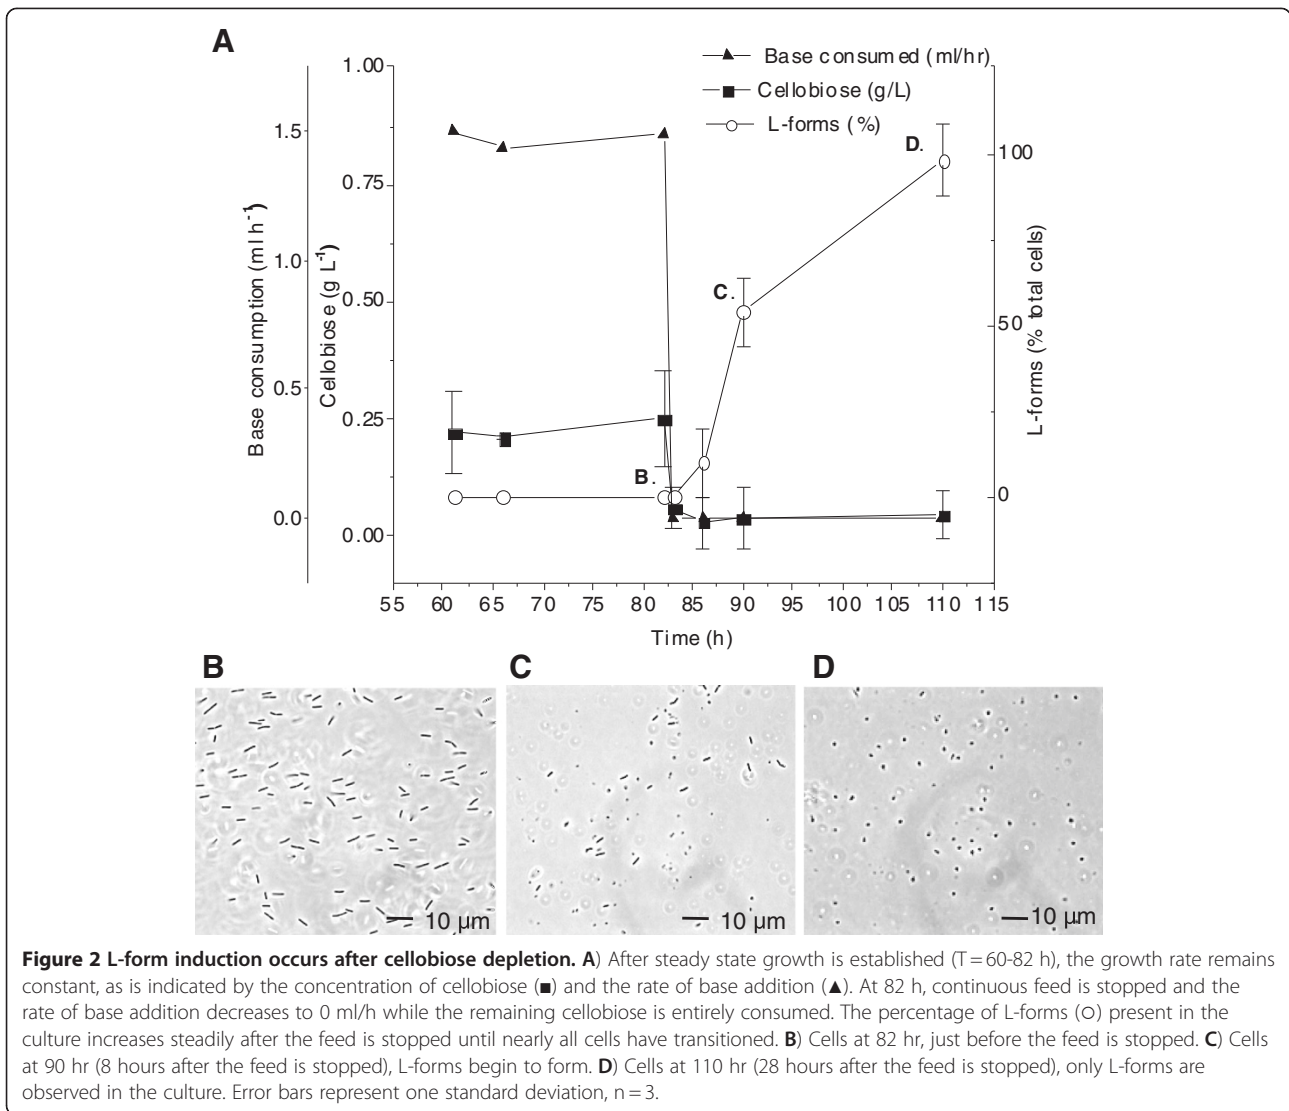 A
Base consumed (ml/hr)
Cellobiose (g/L)
L-forms (%)
1.5
1.0
0.5
0.0
Base consumption (ml h⁻¹)
1.00
0.75
0.50
0.25
0.00
Cellobiose (g L⁻¹)
B.
C.
D.
100
50
0
L-forms (% total cells)
55 60 65 70 75 80 85 90 95 100 105 110 115
Time (h)
B
10 µm
C
10 µm
D
10 µm
Figure 2 L-form induction occurs after cellobiose depletion. A) After steady state growth is established (T = 60-82 h), the growth rate remains
constant, as is indicated by the concentration of cellobiose (■) and the rate of base addition (▲). At 82 h, continuous feed is stopped and the
rate of base addition decreases to 0 ml/h while the remaining cellobiose is entirely consumed. The percentage of L-forms (O) present in the
culture increases steadily after the feed is stopped until nearly all cells have transitioned. B) Cells at 82 hr, just before the feed is stopped. C) Cells
at 90 hr (8 hours after the feed is stopped), L-forms begin to form. D) Cells at 110 hr (28 hours after the feed is stopped), only L-forms are
observed in the culture. Error bars represent one standard deviation, n = 3.